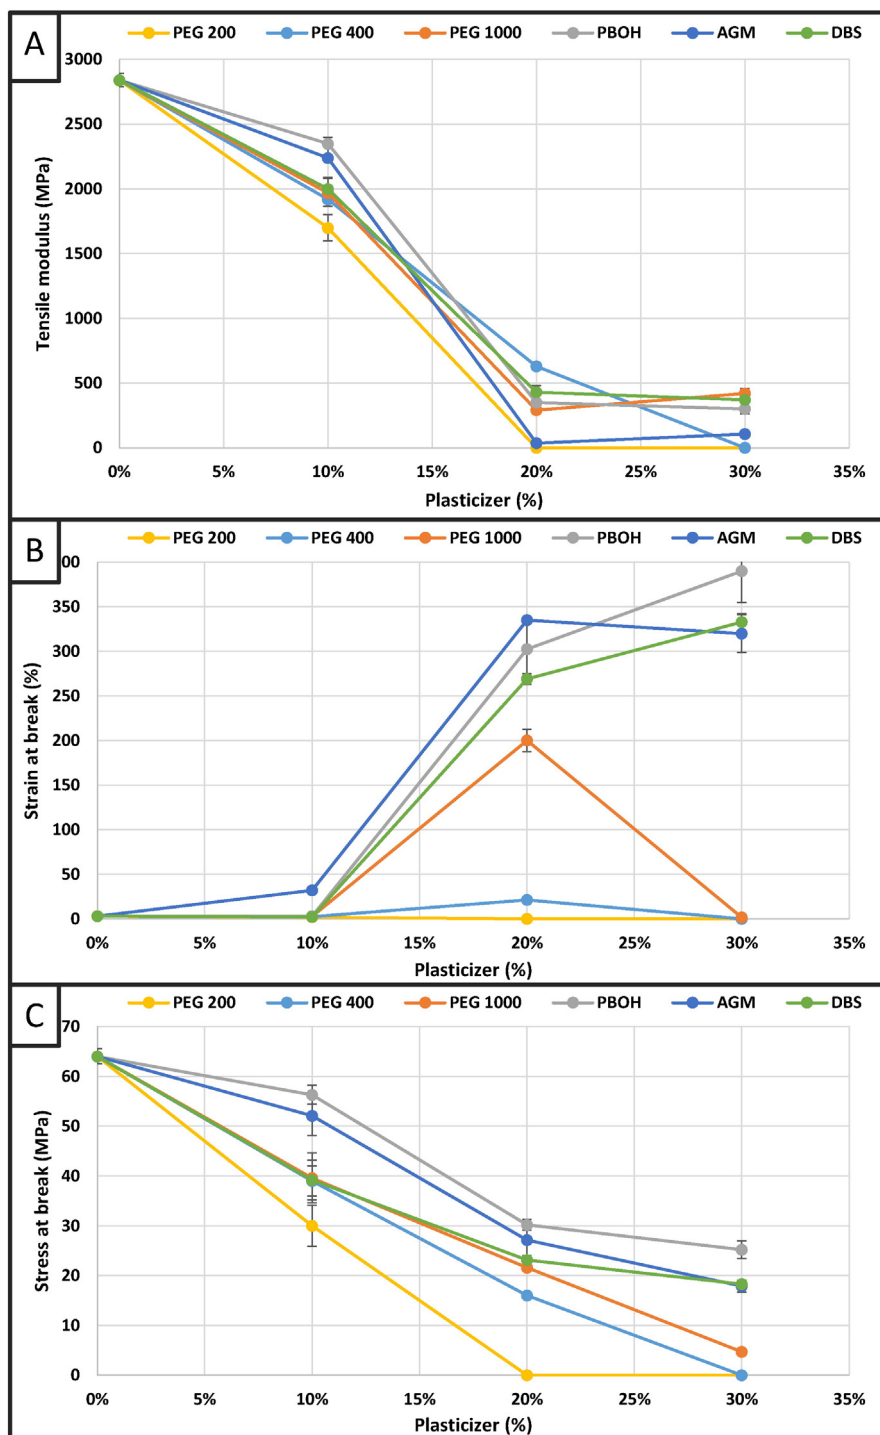 A
PEG 200 PEG 400 PEG 1000 PBOH AGM DBS
3000
2500
2000
1500
1000
500
0
Tensile modulus (MPa)
0% 5% 10% 15% 20% 25% 30% 35%
Plasticizer (%)
B
PEG 200 PEG 400 PEG 1000 PBOH AGM DBS
00
350
300
250
200
150
100
50
0
Strain at break (%)
0% 5% 10% 15% 20% 25% 30% 35%
Plasticizer (%)
C
PEG 200 PEG 400 PEG 1000 PBOH AGM DBS
70
60
50
40
30
20
10
0
Stress at break (MPa)
0% 5% 10% 15% 20% 25% 30% 35%
Plasticizer (%)